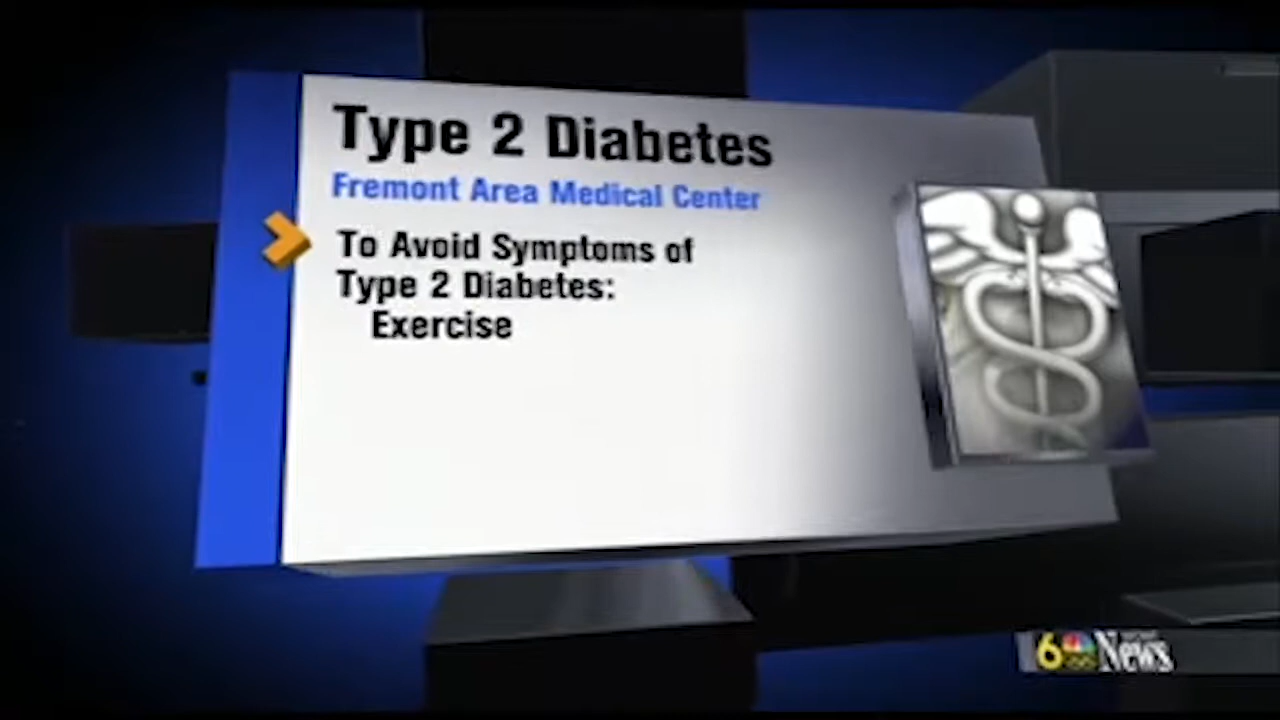 Type 2 Diabetes
Fremont Area Medical Center
To Avoid Symptoms of
Type 2 Diabetes:
Exercise
6 News